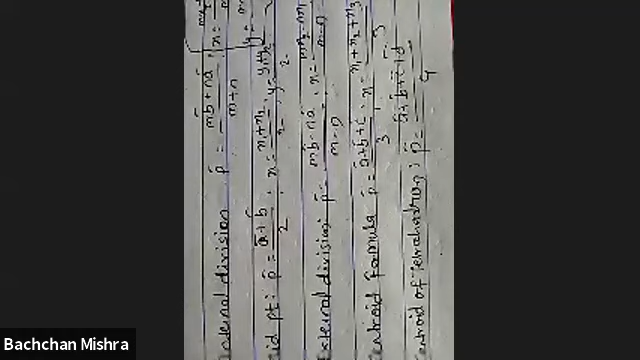 Internal division p̄ = mb̄ + nā / m + n, x = mx₂
mid pt: p̄ = ā + b̄ / 2, x = x₁ + x₂ / 2, y = y₁ + y₂ / 2
External division p̄ = mb̄ - nā / m - n, x = mx₂ - nx₁ / m - n
Centroid formula p̄ = ā + b̄ + c̄ / 3, x = x₁ + x₂ + x₃ / 3
Centroid of tetrahedron; p̄ = ā + b̄ + c̄ + d̄ / 4
Bachchan Mishra